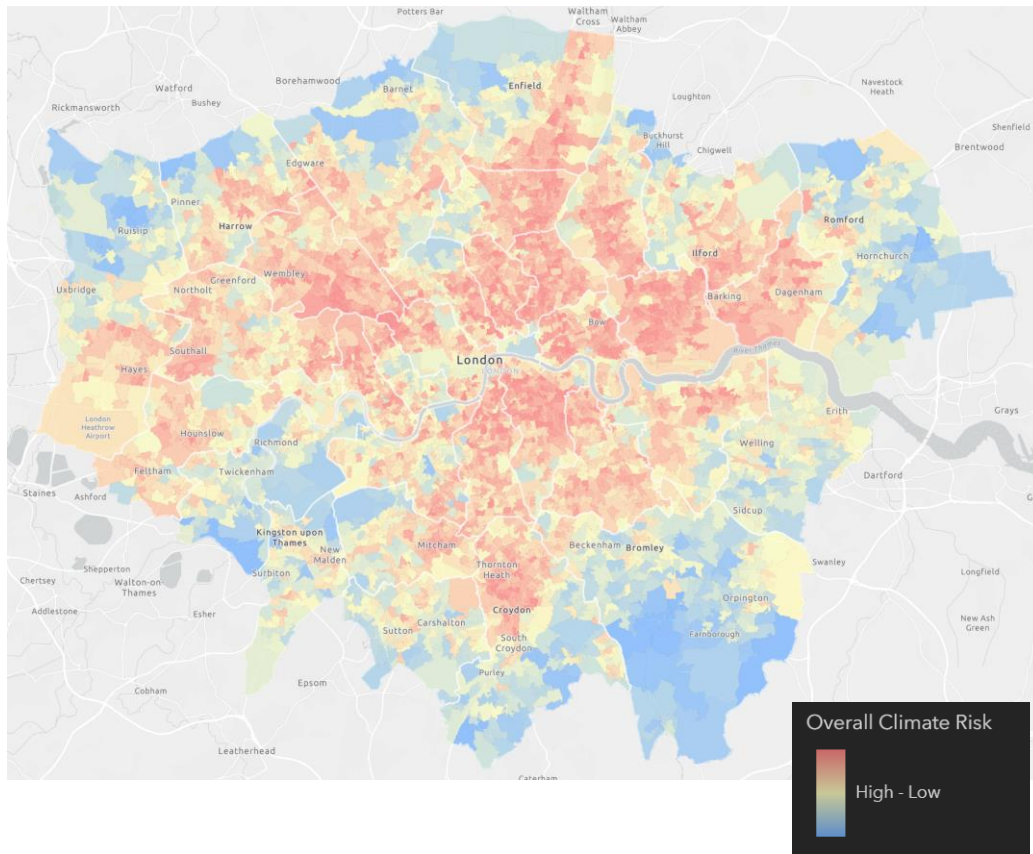 Potters Bar
Waltham
Cross
Waltham
Abbey
Borehamwood
Enfield
Barnet
Watford
Bushey
Rickmansworth
Loughton
Navestock
Heath
Shenfield
Brentwood
Buckhurst
Hill
Chigwell
Edgware
Pinner
Harrow
Ruislip
Romford
Hornchurch
Ilford
Wembley
Greenford
Northolt
Uxbridge
Barking
Dagenham
Bow
Southall
Hayes
London
LONDON
River Thames
London
Heathrow
Airport
Hounslow
Richmond
Erith
Grays
Welling
Feltham
Twickenham
Staines
Ashford
Dartford
Sidcup
Kingston upon
Thames
New
Malden
Mitcham
Beckenham
Bromley
Thornton
Heath
Surbiton
Shepperton
Walton-on
Thames
Chertsey
Addlestone
Esher
Swanley
Longfield
Orpington
Croydon
Carshalton
Sutton
South
Croydon
Farnborough
New Ash
Green
Purley
Epsom
Cobham
Leatherhead
Caterham
Overall Climate Risk
High - Low